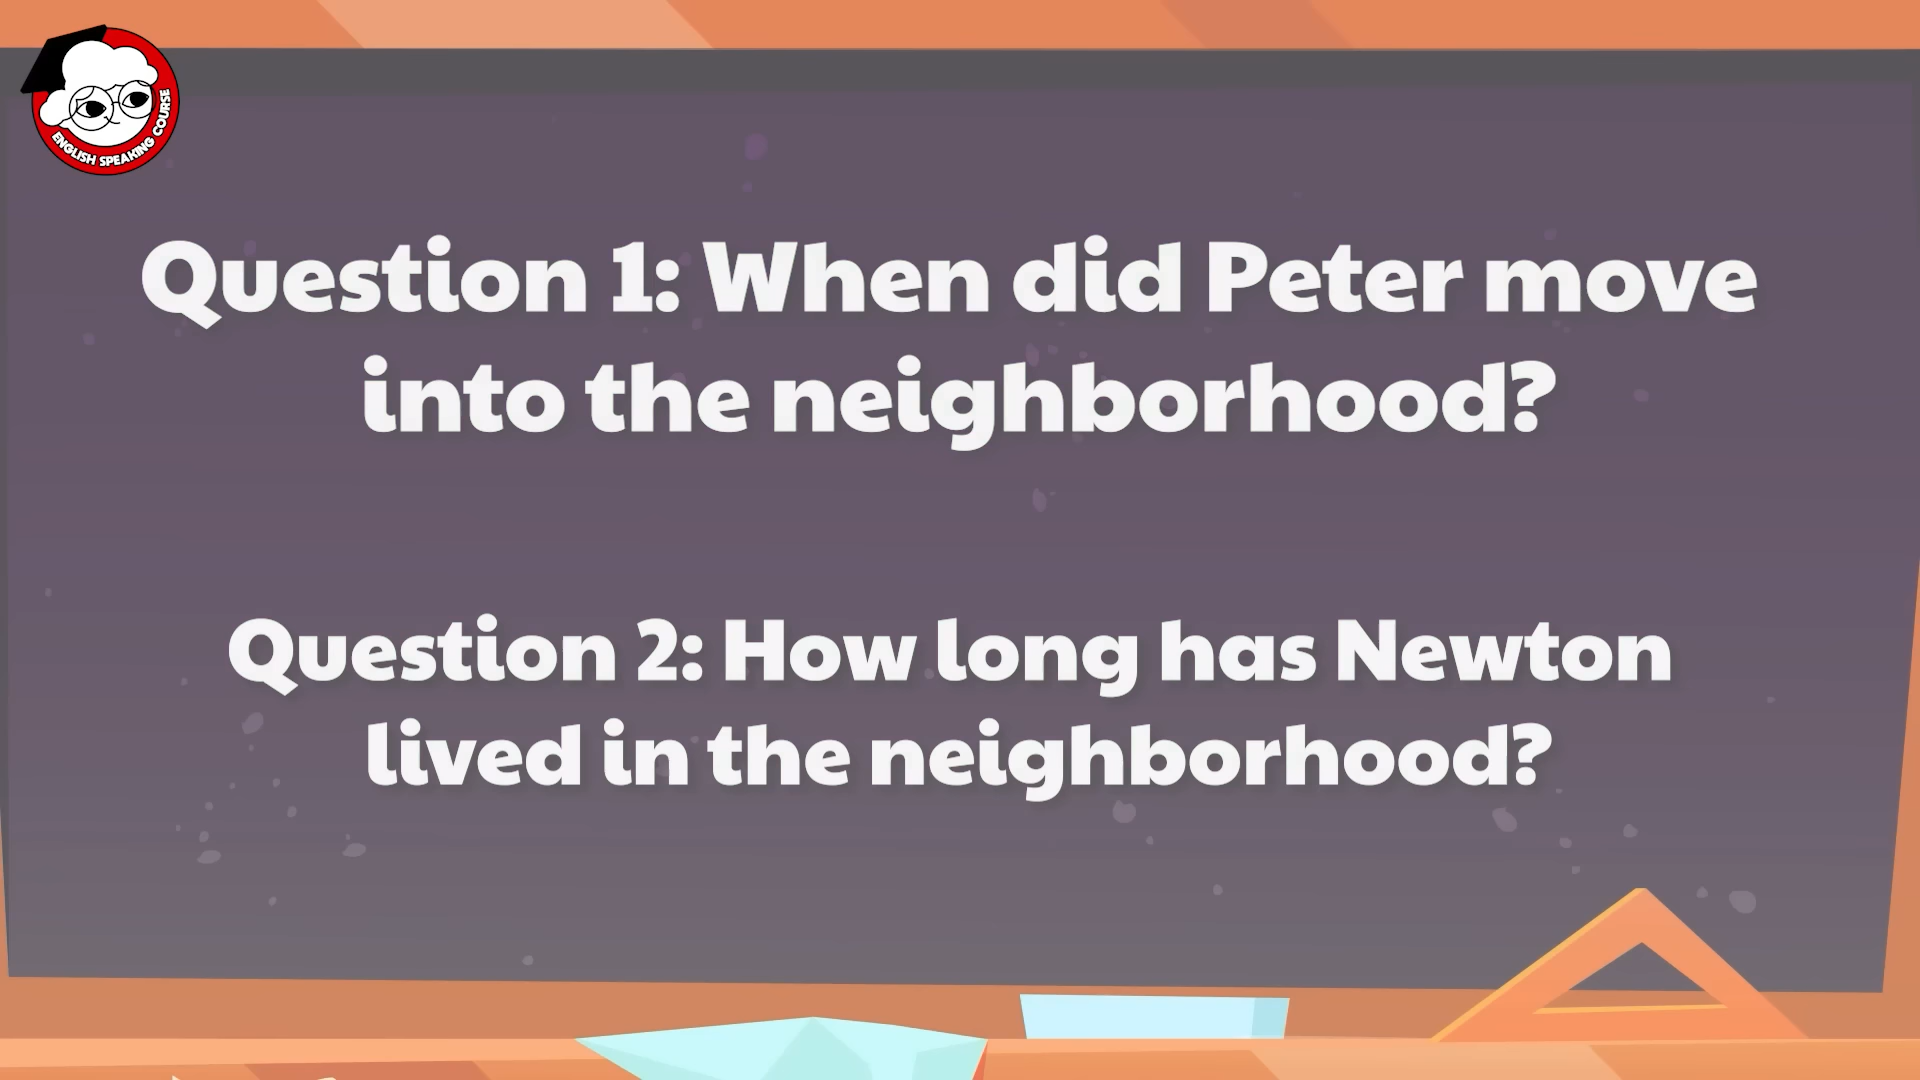 ENGLISH SPEAKING COURSE
Question 1: When did Peter move
into the neighborhood?
Question 2: How long has Newton
lived in the neighborhood?